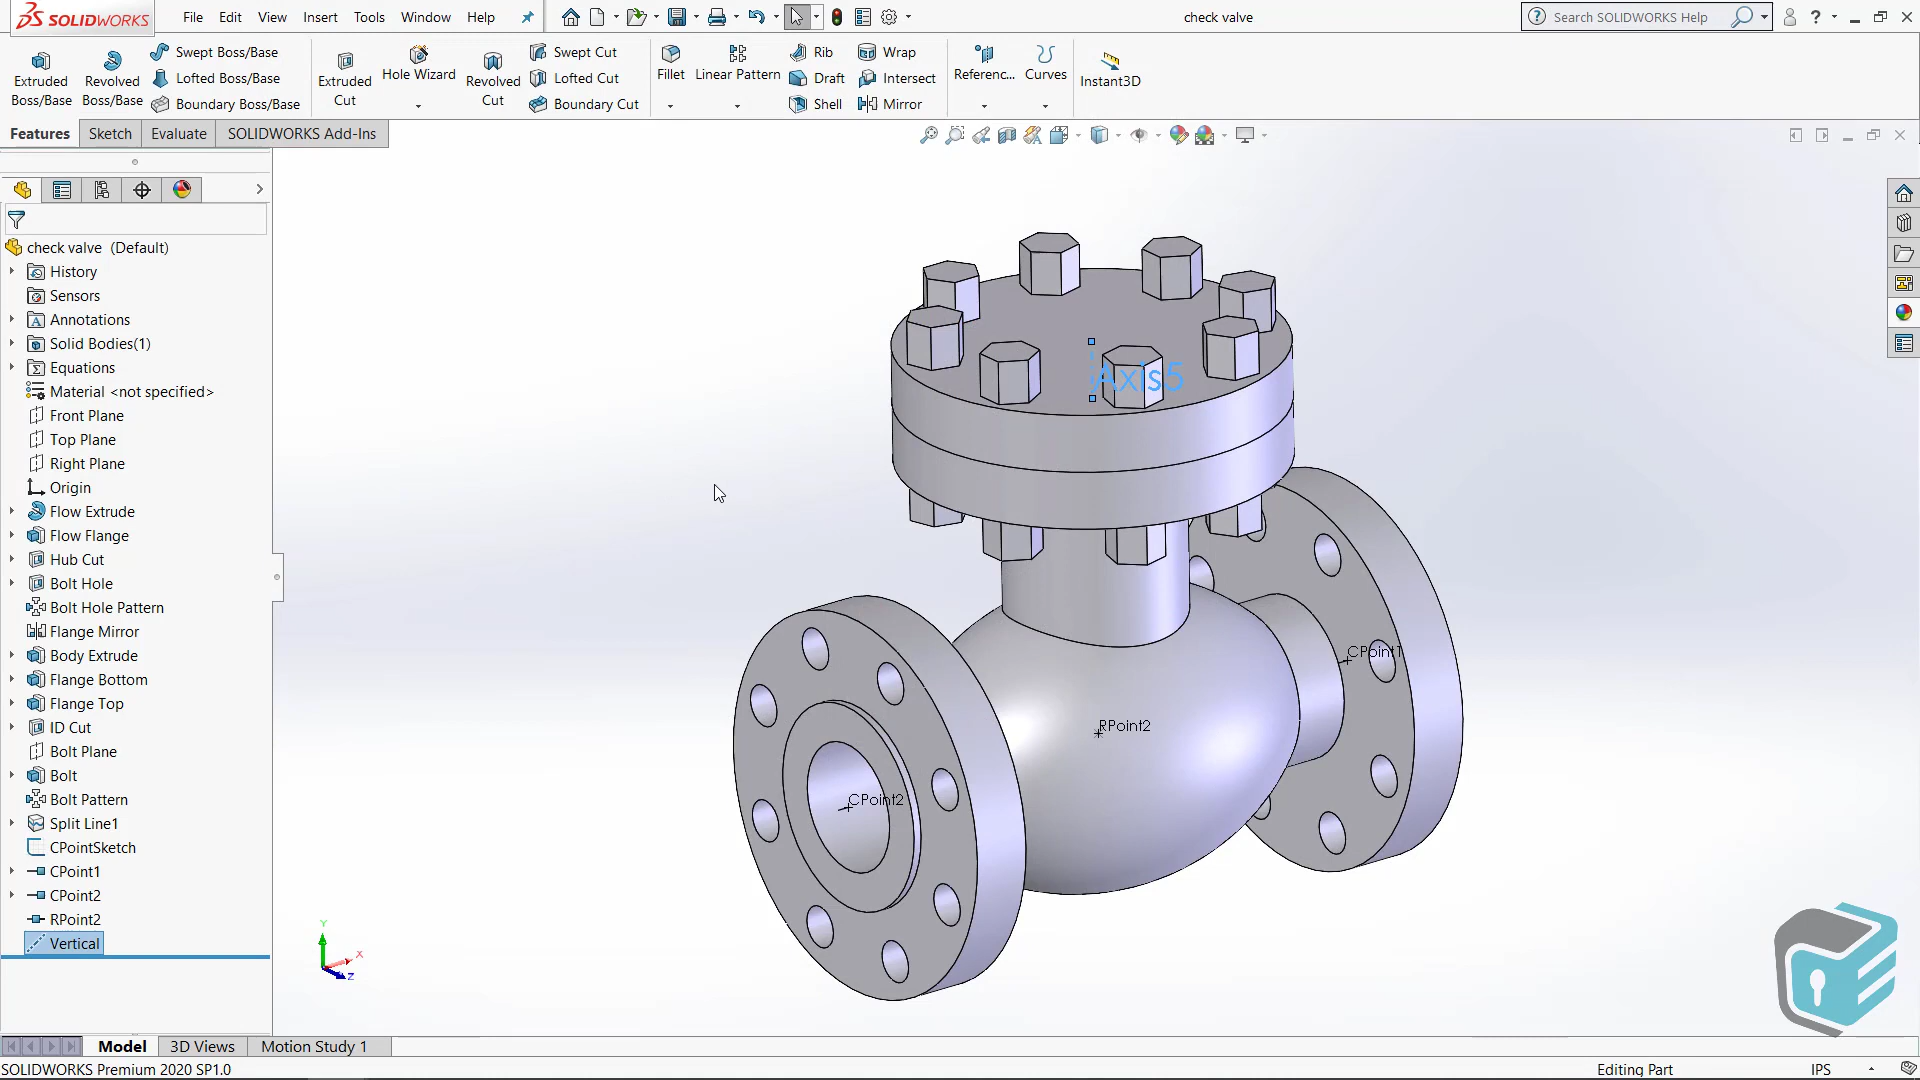 SOLIDWORKS File Edit View Insert Tools Window Help check valve Search SOLIDWORKS Help
Extruded Boss/Base
Revolved Boss/Base
Swept Boss/Base
Lofted Boss/Base
Boundary Boss/Base
Extruded Cut
Hole Wizard
Revolved Cut
Swept Cut
Lofted Cut
Boundary Cut
Fillet
Linear Pattern
Rib
Draft
Shell
Wrap
Intersect
Mirror
Referenc...
Curves
Instant3D
Features Sketch Evaluate SOLIDWORKS Add-Ins
check valve (Default)
History
Sensors
Annotations
Solid Bodies(1)
Equations
Material <not specified>
Front Plane
Top Plane
Right Plane
Origin
Flow Extrude
Flow Flange
Hub Cut
Bolt Hole
Bolt Hole Pattern
Flange Mirror
Body Extrude
Flange Bottom
Flange Top
ID Cut
Bolt Plane
Bolt
Bolt Pattern
Split Line1
CPointSketch
CPoint1
CPoint2
RPoint2
Vertical
Axis5
CPoint1
RPoint2
CPoint2
Y
X
Z
Model 3D Views Motion Study 1
SOLIDWORKS Premium 2020 SP1.0 Editing Part IPS